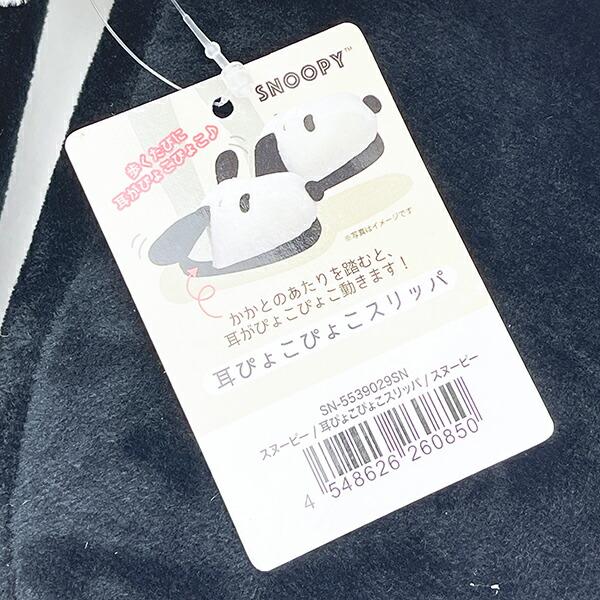 SNOOPY™
歩くたびに
耳がぴょこぴょこ♪
※写真はイメージです
かかとのあたりを踏むと、
耳がぴょこぴょこ動きます！
耳ぴょこぴょこスリッパ
SN-5539029SN
スヌーピー / 耳ぴょこぴょこスリッパ / スヌーピー
4 548626 260850